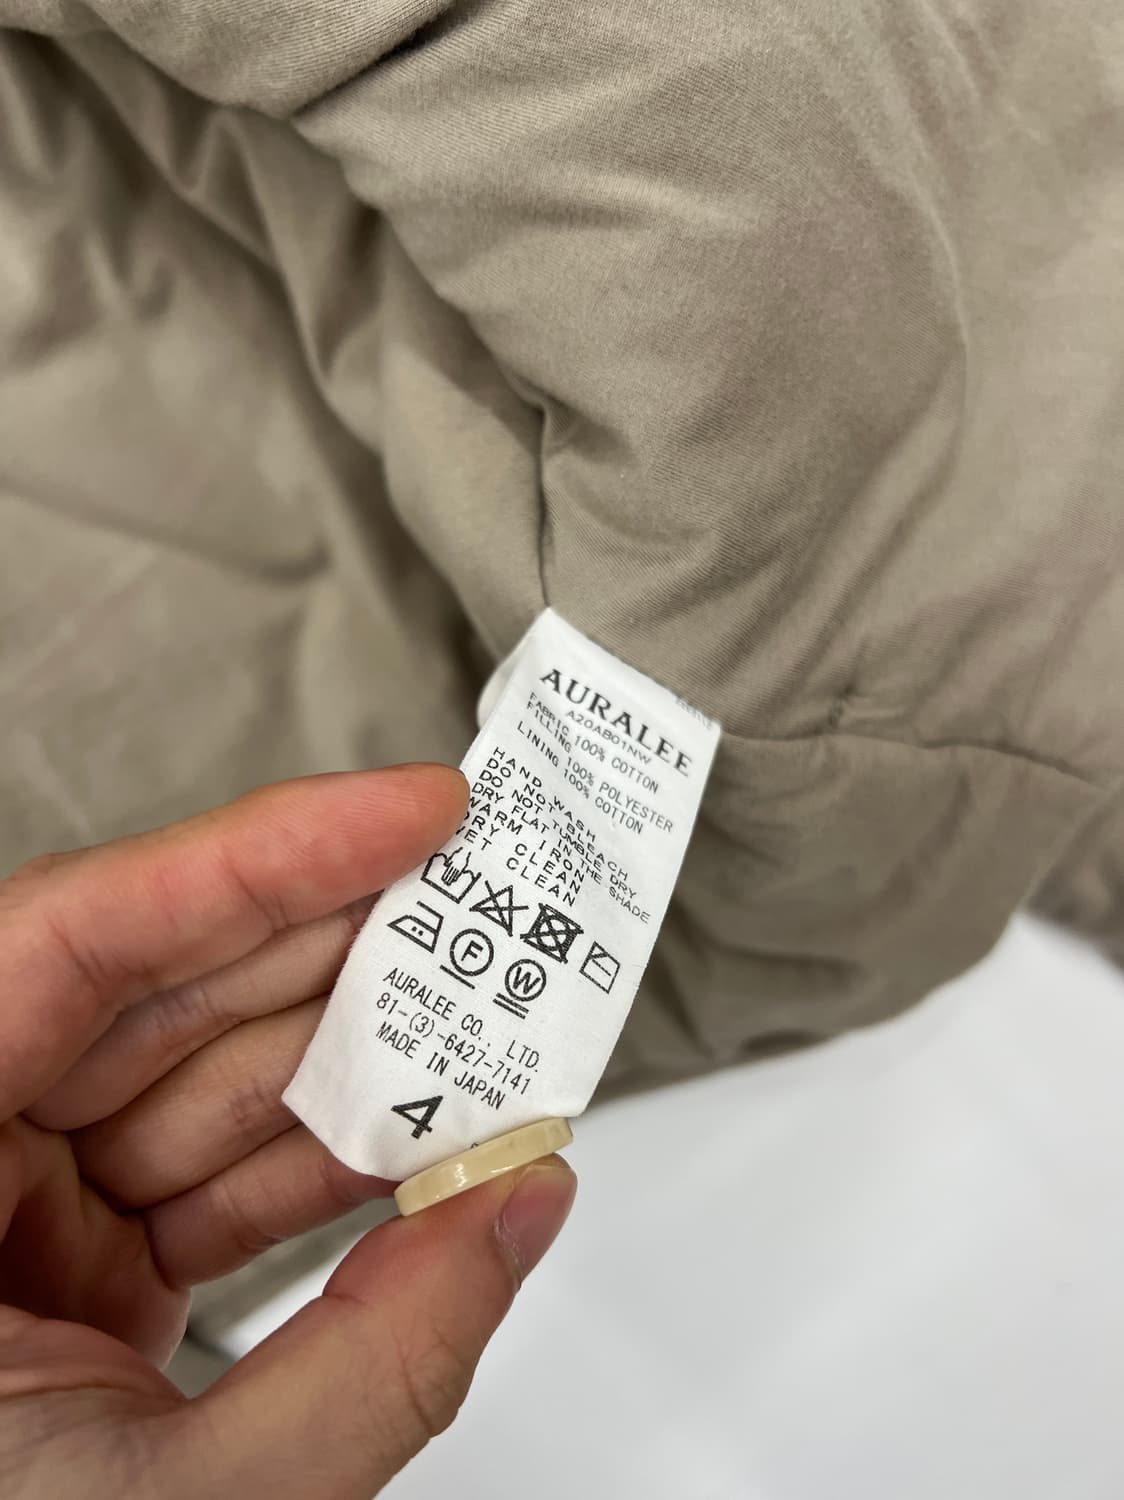 AURALEE
A20AB01NW
FABRIC 100% COTTON
FILLING 100% POLYESTER
LINING 100% COTTON
HAND WASH
DO NOT BLEACH
DO NOT TUMBLE DRY
DRY FLAT IN THE SHADE
WARM IRON
DRY CLEAN
WET CLEAN
F
W
AURALEE CO., LTD.
81-(3)-6427-7141
MADE IN JAPAN
4